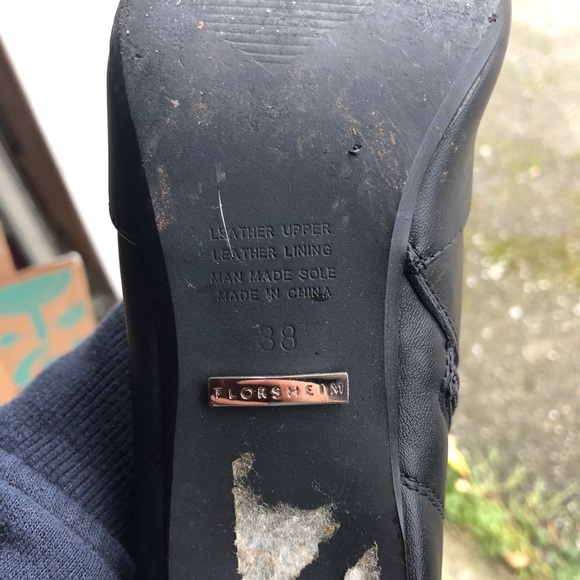 LEATHER UPPER
LEATHER LINING
MAN MADE SOLE
MADE IN CHINA
38
FLORSHEIM